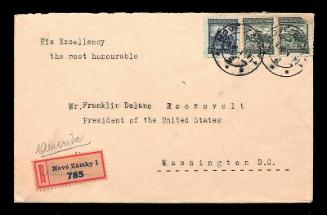 His Excellency
the most honourable
Mr. Franklin Delano Roosevelt
President of the United States
Washington D.C.
Amerika
R
Nové Zámky 1
785